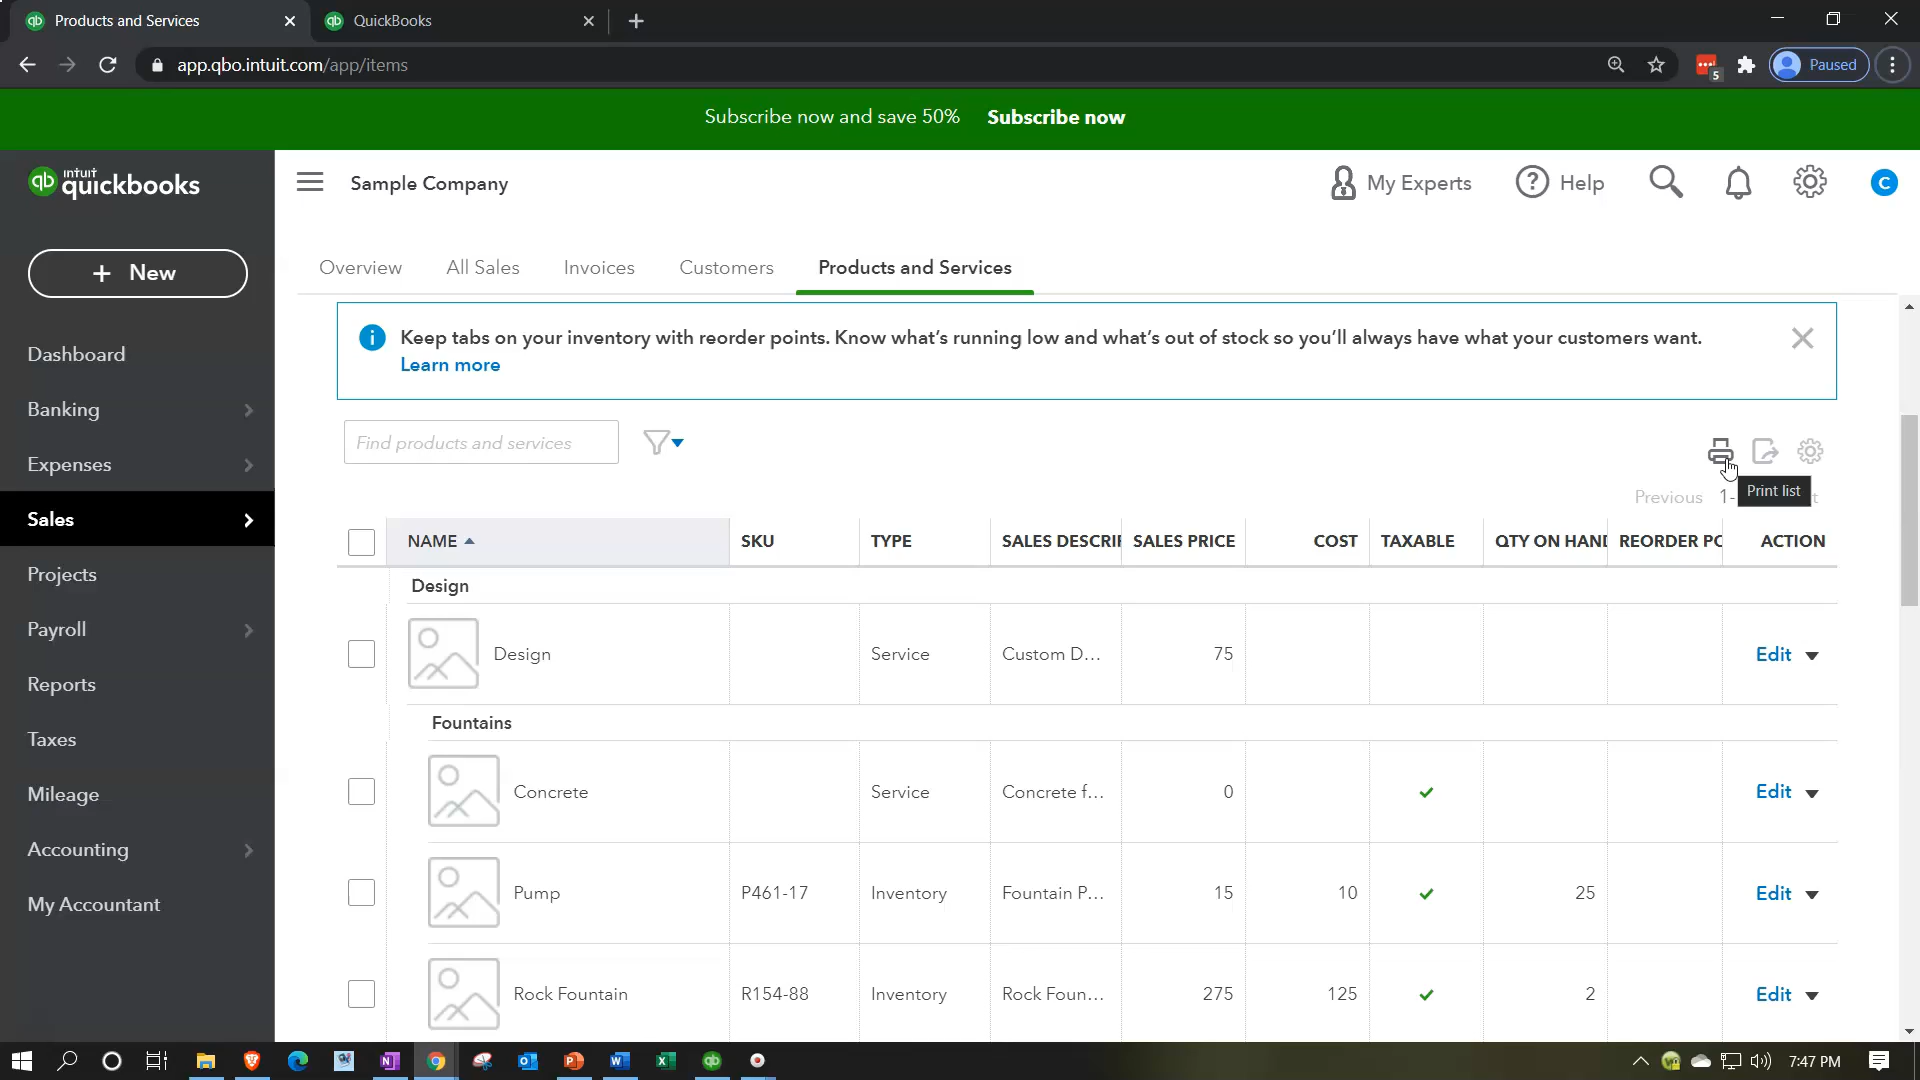 Products and Services
QuickBooks
app.qbo.intuit.com/app/items
5
Paused
Subscribe now and save 50% Subscribe now
qb intuit quickbooks
Sample Company
My Experts
Help
C
+ New
Overview
All Sales
Invoices
Customers
Products and Services
Dashboard
Banking
Expenses
Sales
Projects
Payroll
Reports
Taxes
Mileage
Accounting
My Accountant
Keep tabs on your inventory with reorder points. Know what's running low and what's out of stock so you'll always have what your customers want.
Learn more
Find products and services
Previous 1-
Print list
NAME SKU TYPE SALES DESCRIP SALES PRICE COST TAXABLE QTY ON HAND REORDER PO ACTION
Design
Design Service Custom D... 75 Edit
Fountains
Concrete Service Concrete f... 0 Edit
Pump P461-17 Inventory Fountain P... 15 10 25 Edit
Rock Fountain R154-88 Inventory Rock Foun... 275 125 2 Edit
7:47 PM